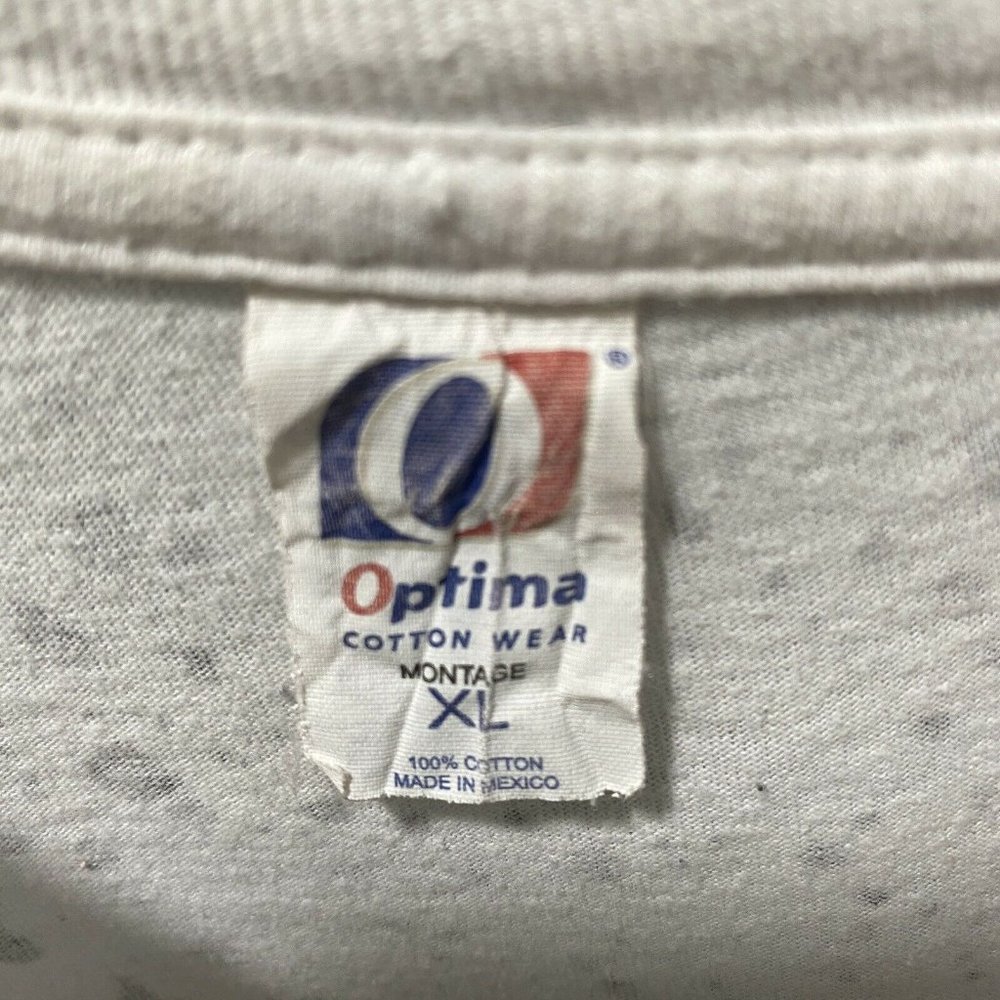 ®
Optima
COTTON WEAR
MONTAGE
XL
100% COTTON
MADE IN MEXICO